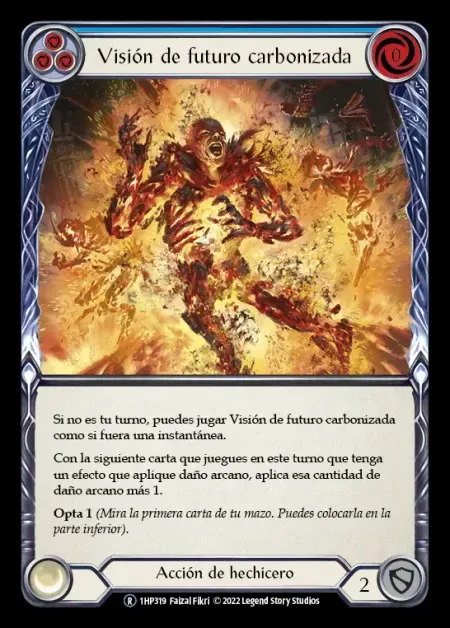 Visión de futuro carbonizada
0
Si no es tu turno, puedes jugar Visión de futuro carbonizada
como si fuera una instantánea.
Con la siguiente carta que juegues en este turno que tenga
un efecto que aplique daño arcano, aplica esa cantidad de
daño arcano más 1.
Opta 1 (Mira la primera carta de tu mazo. Puedes colocarla en la
parte inferior).
Acción de hechicero
2
R 1HP319 Faizal Fikri © 2022 Legend Story Studios